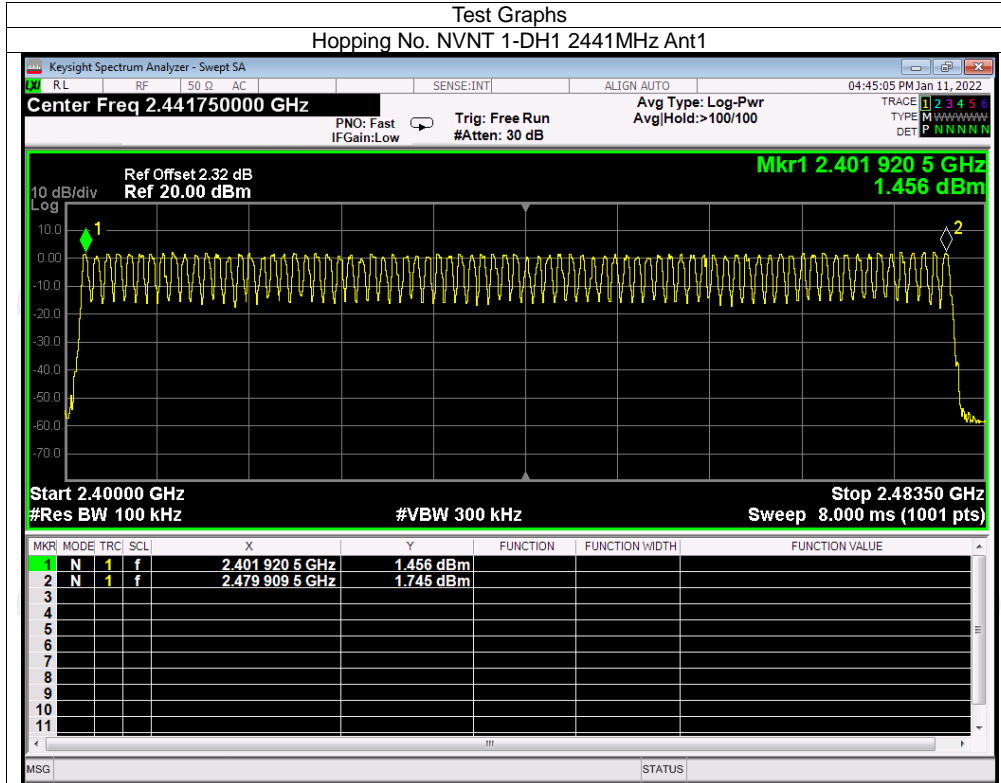 Test Graphs
Hopping No. NVNT 1-DH1 2441MHz Ant1
Keysight Spectrum Analyzer - Swept SA
LXI RL RF 50 Ω AC SENSE:INT ALIGN AUTO 04:45:05 PM Jan 11, 2022
Center Freq 2.441750000 GHz Avg Type: Log-Pwr TRACE 1 2 3 4 5 6
PNO: Fast Trig: Free Run Avg|Hold:>100/100 TYPE M WWWWW
IFGain:Low #Atten: 30 dB DET P N N N N N
Mkr1 2.401 920 5 GHz
1.456 dBm
Ref Offset 2.32 dB
10 dB/div Ref 20.00 dBm
Log
10.0
0.00
-10.0
-20.0
-30.0
-40.0
-50.0
-60.0
-70.0
1
2
Start 2.40000 GHz Stop 2.48350 GHz
#Res BW 100 kHz #VBW 300 kHz Sweep 8.000 ms (1001 pts)
MKR MODE TRC SCL X Y FUNCTION FUNCTION WIDTH FUNCTION VALUE
1 N 1 f 2.401 920 5 GHz 1.456 dBm
2 N 1 f 2.479 909 5 GHz 1.745 dBm
3
4
5
6
7
8
9
10
11
MSG STATUS